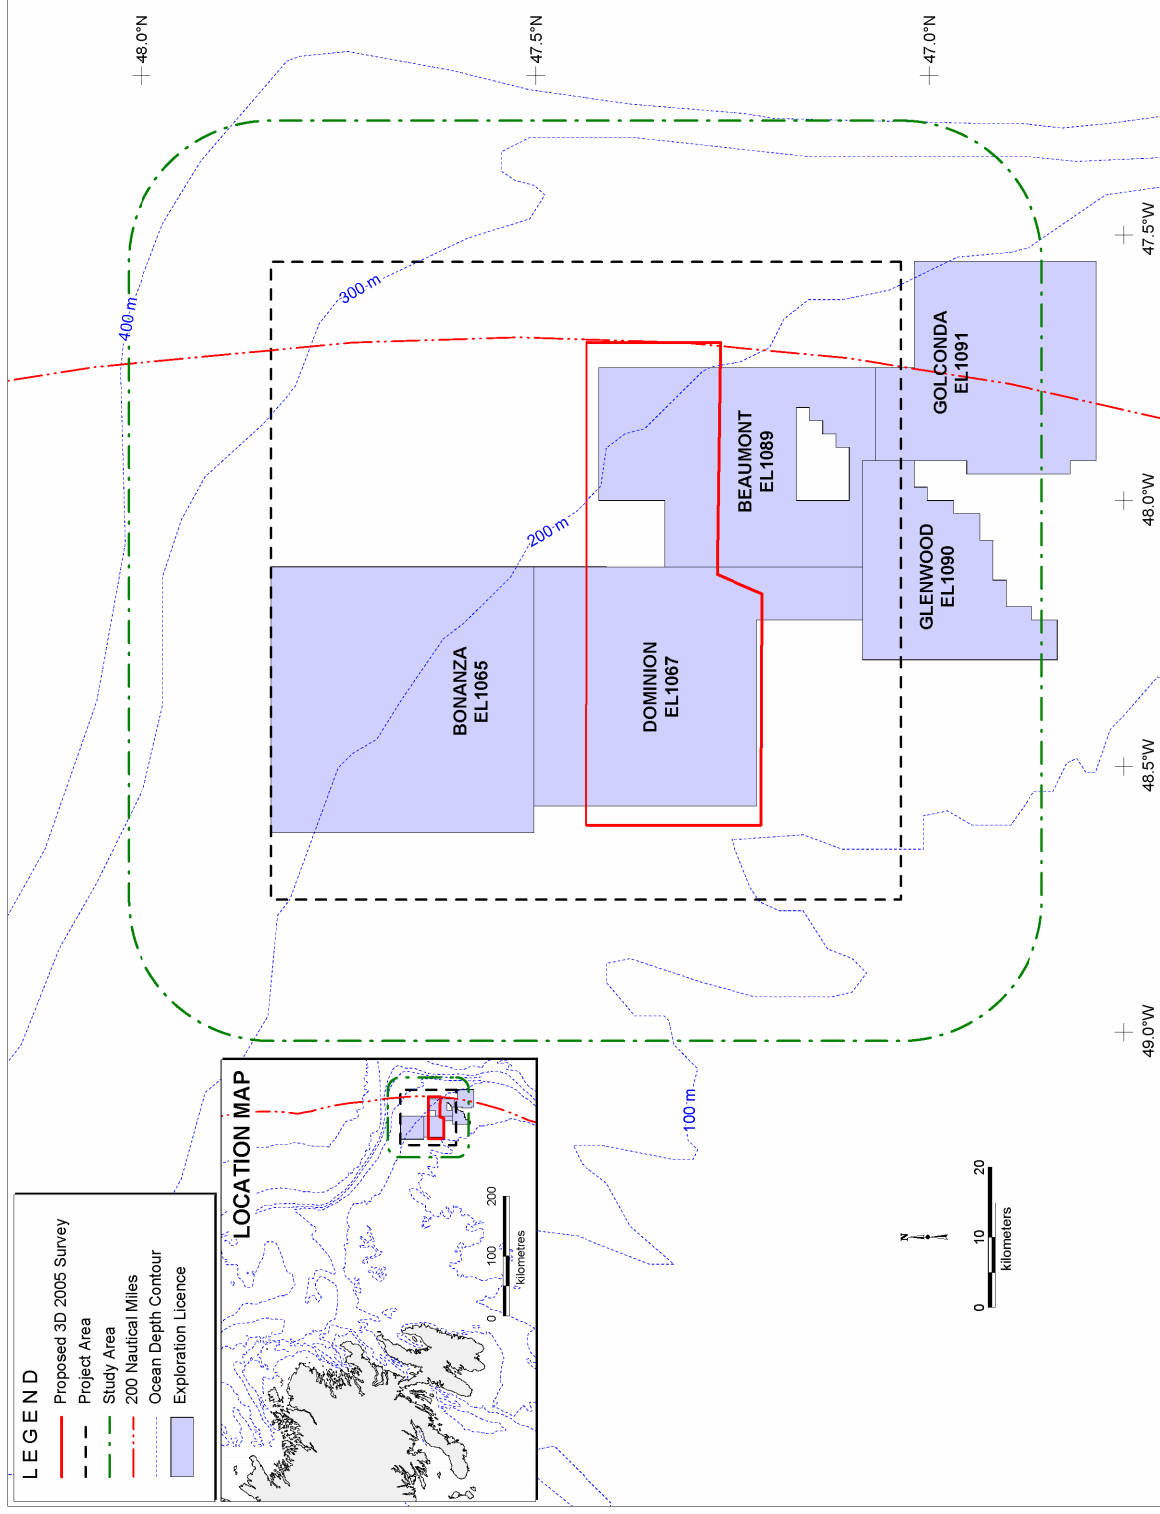 LEGEND
Proposed 3D 2005 Survey
Project Area
Study Area
200 Nautical Miles
Ocean Depth Contour
Exploration Licence
LOCATION MAP
0 100 200
kilometres
48.0°N
47.5°N
47.0°N
400 m
300 m
200 m
100 m
BONANZA
EL1065
DOMINION
EL1067
BEAUMONT
EL1089
GLENWOOD
EL1090
GOLCONDA
EL1091
N
0 10 20
kilometers
49.0°W
48.5°W
48.0°W
47.5°W